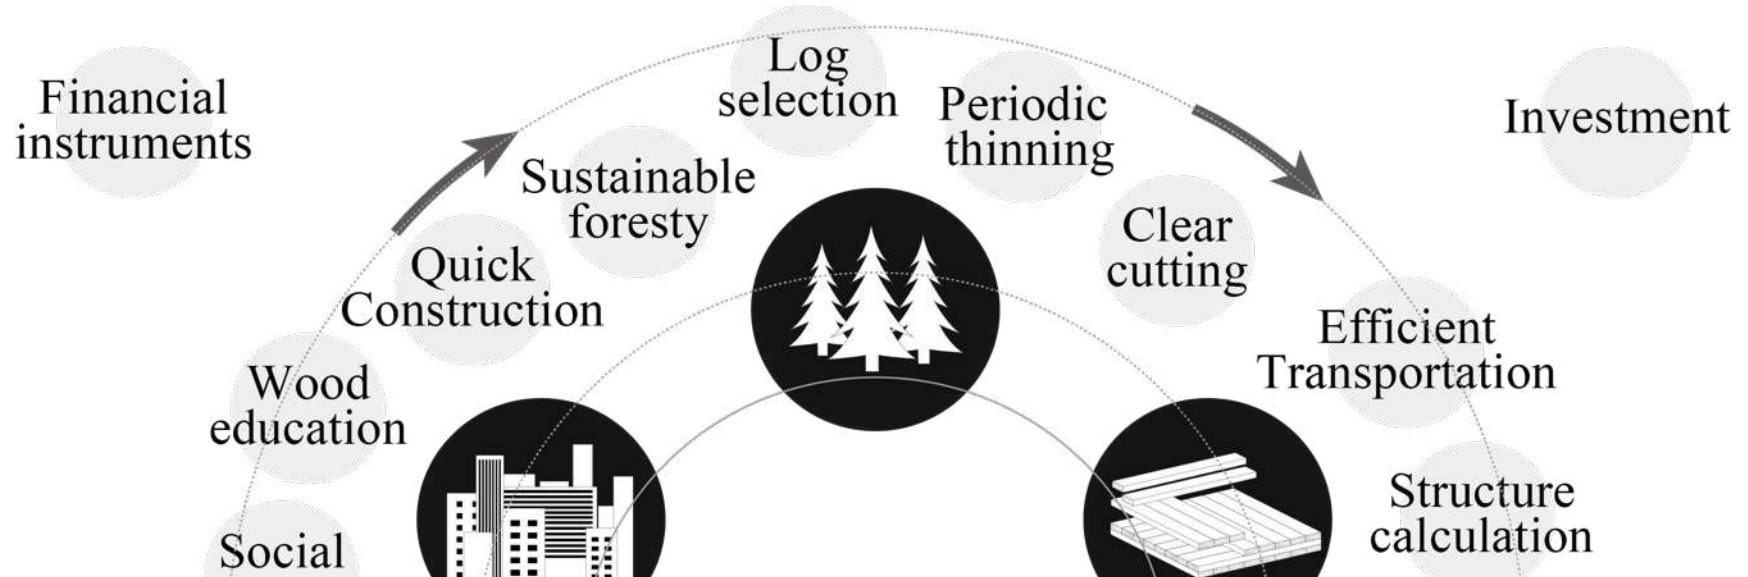 Financial
instruments
Log
selection
Periodic
thinning
Investment
Sustainable
foresty
Clear
cutting
Quick
Construction
Efficient
Transportation
Wood
education
Structure
calculation
Social